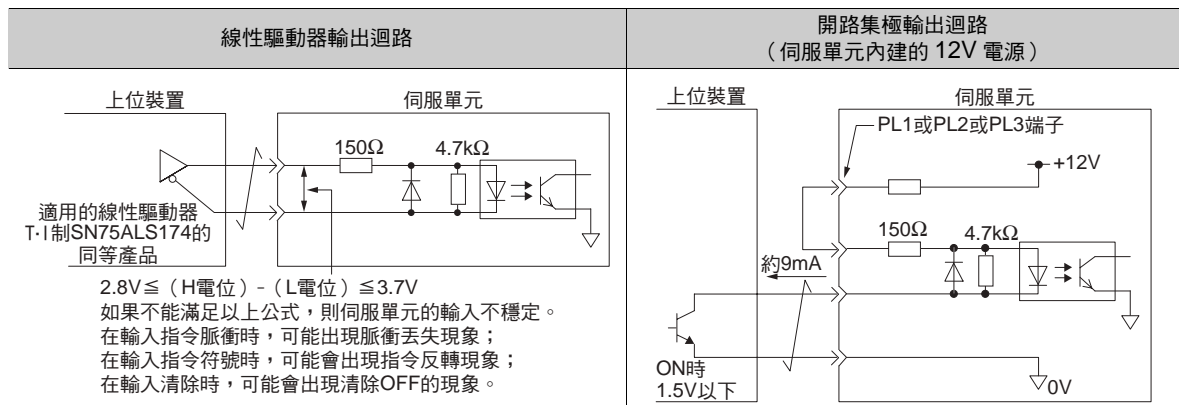 線性驅動器輸出迴路
上位裝置
伺服單元
150Ω
4.7kΩ
適用的線性驅動器
T·I制SN75ALS174的
同等產品
2.8V≦（H電位）-（L電位）≦3.7V
如果不能滿足以上公式，則伺服單元的輸入不穩定。
在輸入指令脈衝時，可能出現脈衝丟失現象；
在輸入指令符號時，可能會出現指令反轉現象；
在輸入清除時，可能會出現清除OFF的現象。
開路集極輸出迴路
（伺服單元內建的 12V 電源）
上位裝置
伺服單元
PL1或PL2或PL3端子
+12V
150Ω
4.7kΩ
約9mA
ON時
1.5V以下
0V